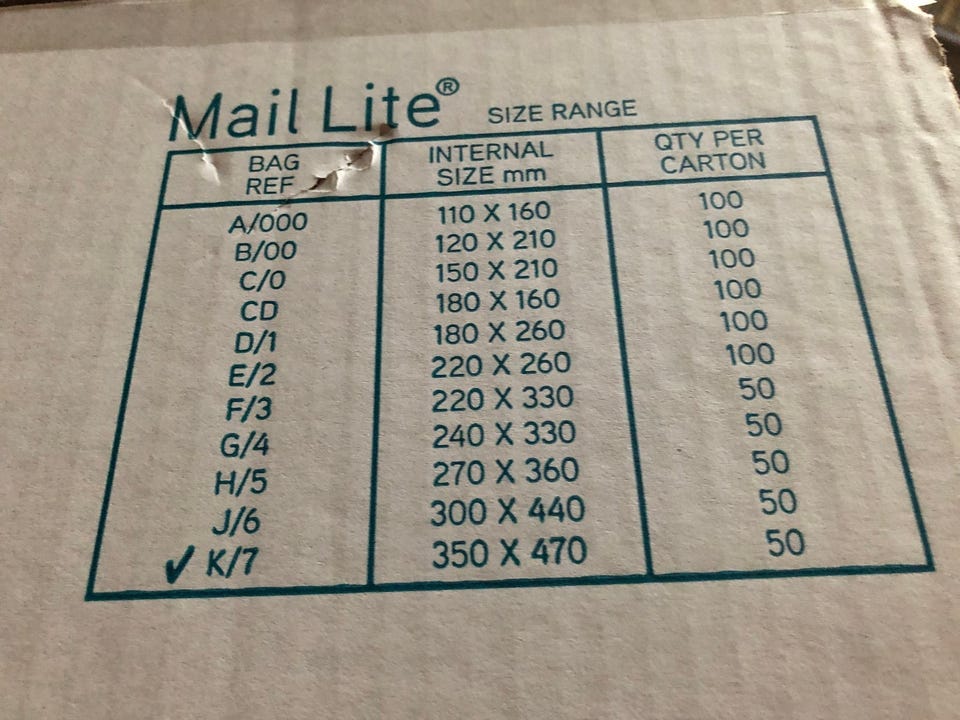 Mail Lite® SIZE RANGE
BAG REF INTERNAL SIZE mm QTY PER CARTON
A/000 110 X 160 100
B/00 120 X 210 100
C/0 150 X 210 100
CD 180 X 160 100
D/1 180 X 260 100
E/2 220 X 260 100
F/3 220 X 330 50
G/4 240 X 330 50
H/5 270 X 360 50
J/6 300 X 440 50
✓ K/7 350 X 470 50